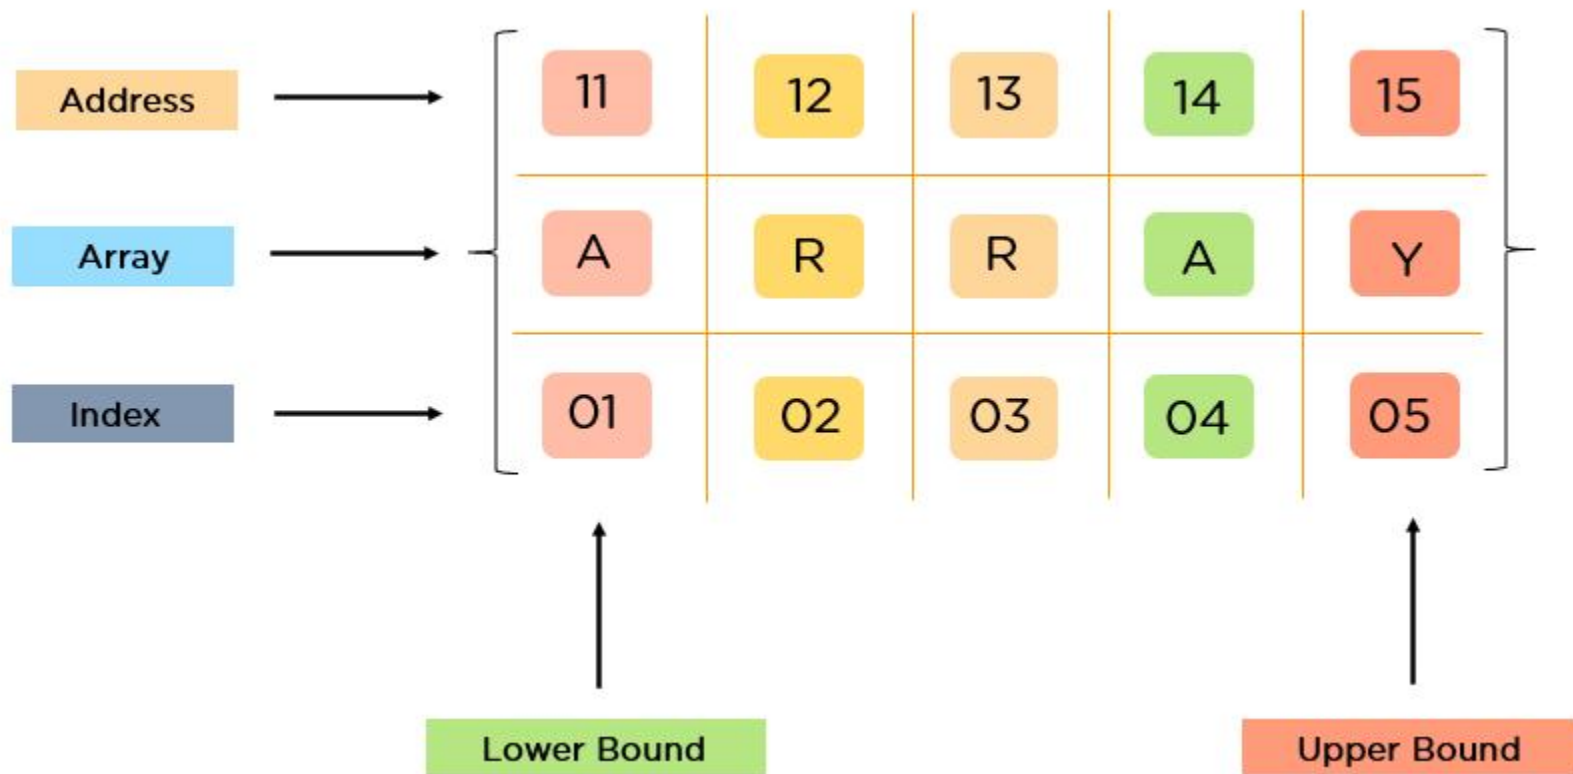 Address 11 12 13 14 15
Array A R R A Y
Index 01 02 03 04 05
Lower Bound Upper Bound